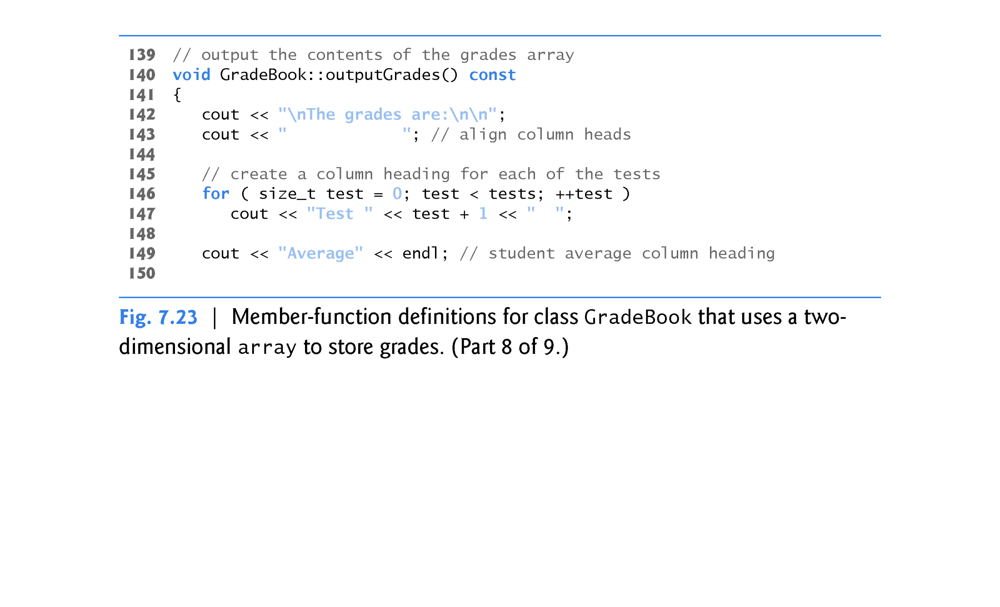 139 // output the contents of the grades array
140 void GradeBook::outputGrades() const
141 {
142    cout << "\nThe grades are:\n\n";
143    cout << "            "; // align column heads
144
145    // create a column heading for each of the tests
146    for ( size_t test = 0; test < tests; ++test )
147       cout << "Test " << test + 1 << "  ";
148
149    cout << "Average" << endl; // student average column heading
150
Fig. 7.23 | Member-function definitions for class GradeBook that uses a two-
dimensional array to store grades. (Part 8 of 9.)